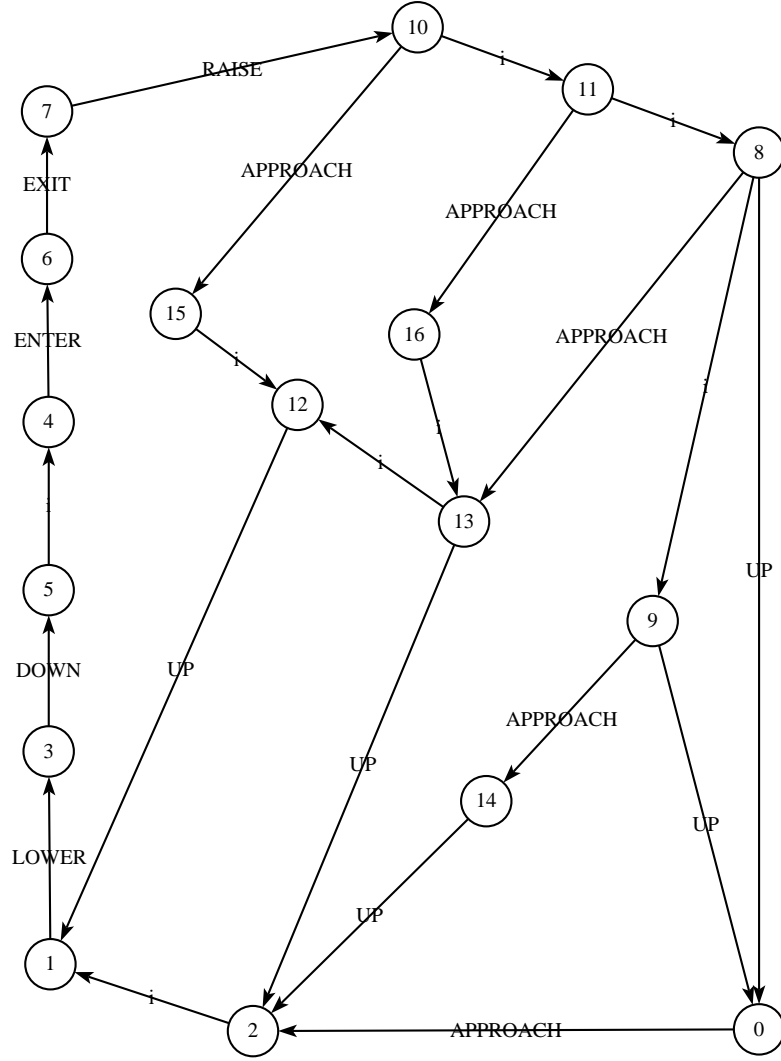 10
i
RAISE
11
7
i
8
APPROACH
EXIT
APPROACH
6
15
16
APPROACH
ENTER
i
i
12
4
i
i
i
13
UP
5
9
DOWN
UP
APPROACH
3
UP
14
UP
LOWER
UP
1
i
2
APPROACH
0